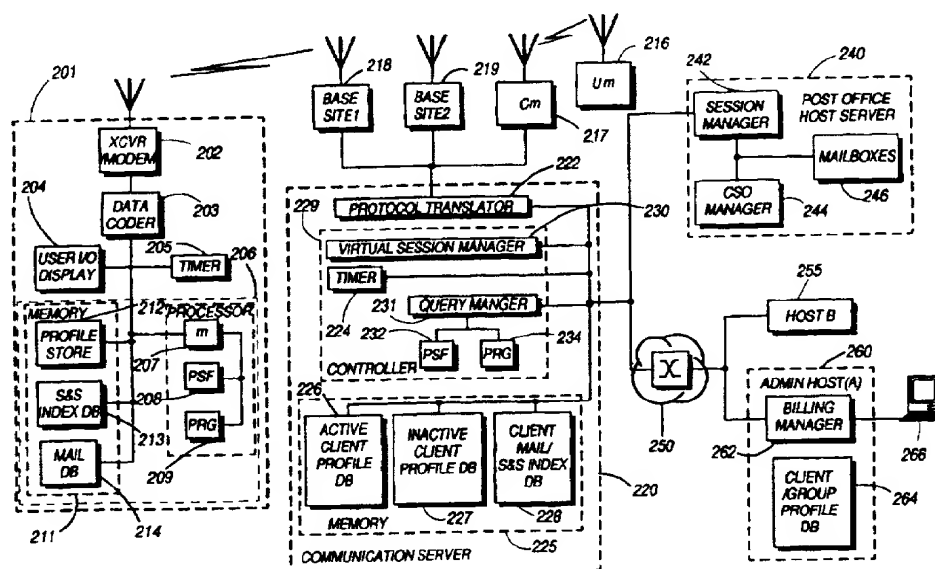 201
XCVR
/MODEM
202
DATA
CODER
203
204
USER I/O
DISPLAY
205
TIMER
206
MEMORY
212
PROCESSOR
PROFILE
STORE
m
207
PSF
208
S&S
INDEX DB
213
PRG
209
MAIL
DB
211
214
218
BASE
SITE1
219
BASE
SITE2
Cm
217
Um
216
222
PROTOCOL TRANSLATOR
229
230
VIRTUAL SESSION MANAGER
TIMER
224
231
QUERY MANGER
232
PSF
PRG
234
CONTROLLER
226
ACTIVE
CLIENT
PROFILE
DB
INACTIVE
CLIENT
PROFILE DB
227
CLIENT
MAIL/
S&S INDEX
DB
228
MEMORY
225
COMMUNICATION SERVER
220
242
240
SESSION
MANAGER
POST OFFICE
HOST SERVER
MAILBOXES
246
CSO
MANAGER
244
250
255
HOST B
260
ADMIN HOST(A)
BILLING
MANAGER
262
266
CLIENT
/GROUP
PROFILE
DB
264